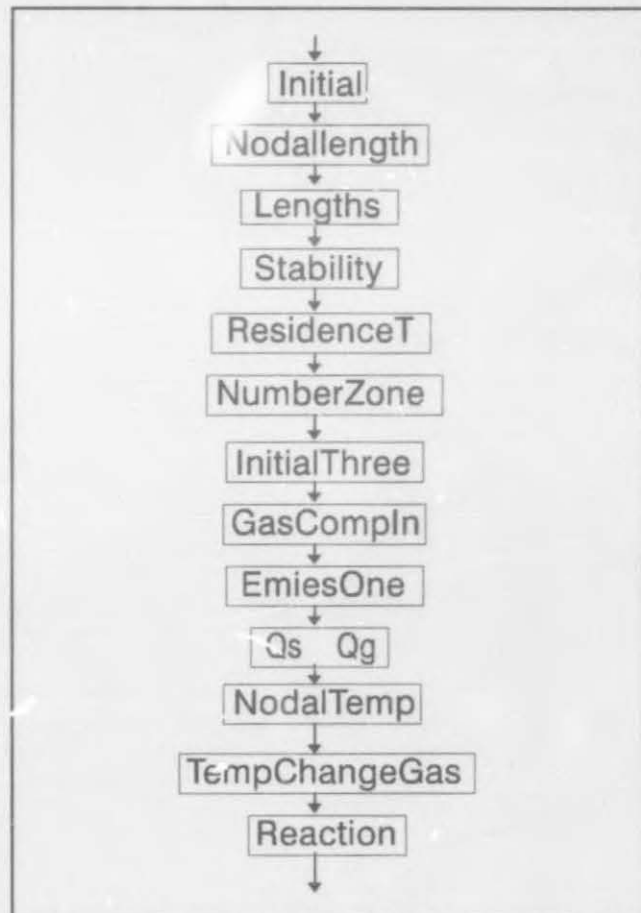 Initial
Nodallength
Lengths
Stability
ResidenceT
NumberZone
InitialThree
GasCompIn
EmiesOne
Qs Qg
NodalTemp
TempChangeGas
Reaction